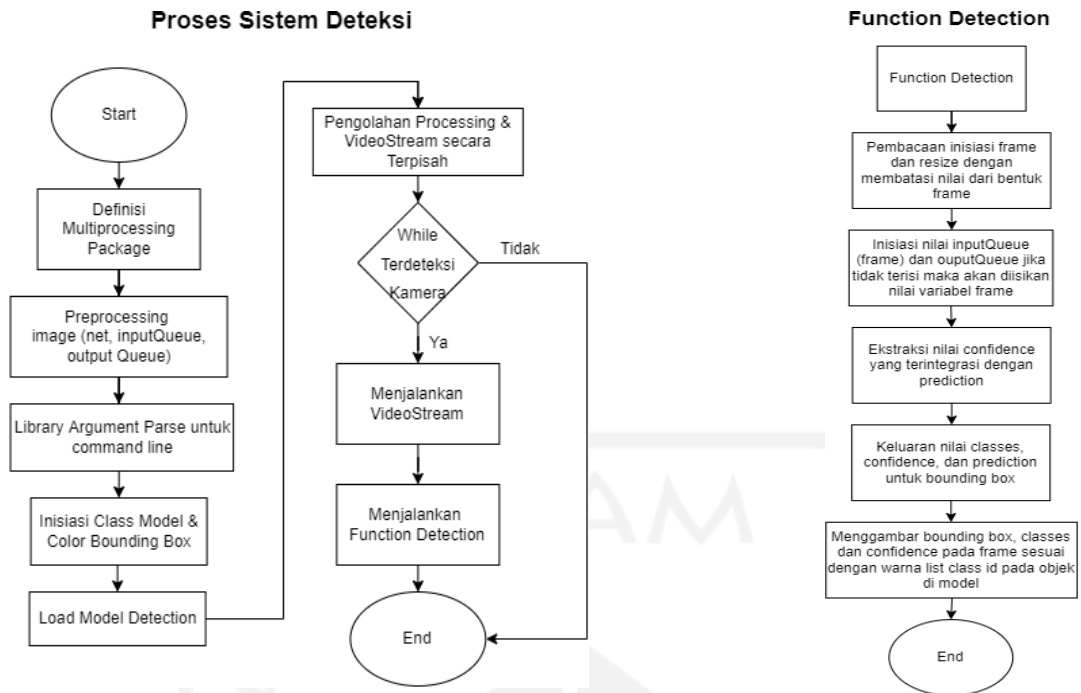 Proses Sistem Deteksi
Start
Definisi
Multiprocessing
Package
Preprocessing
image (net, inputQueue,
output Queue)
Library Argument Parse untuk
command line
Inisiasi Class Model &
Color Bounding Box
Load Model Detection
Pengolahan Processing &
VideoStream secara
Terpisah
While
Terdeteksi
Kamera
Tidak
Ya
Menjalankan
VideoStream
Menjalankan
Function Detection
End
Function Detection
Function Detection
Pembacaan inisiasi frame
dan resize dengan
membatasi nilai dari bentuk
frame
Inisiasi nilai inputQueue
(frame) dan ouputQueue jika
tidak terisi maka akan diisikan
nilai variabel frame
Ekstraksi nilai confidence
yang terintegrasi dengan
prediction
Keluaran nilai classes,
confidence, dan prediction
untuk bounding box
Menggambar bounding box, classes
dan confidence pada frame sesuai
dengan warna list class id pada objek
di model
End